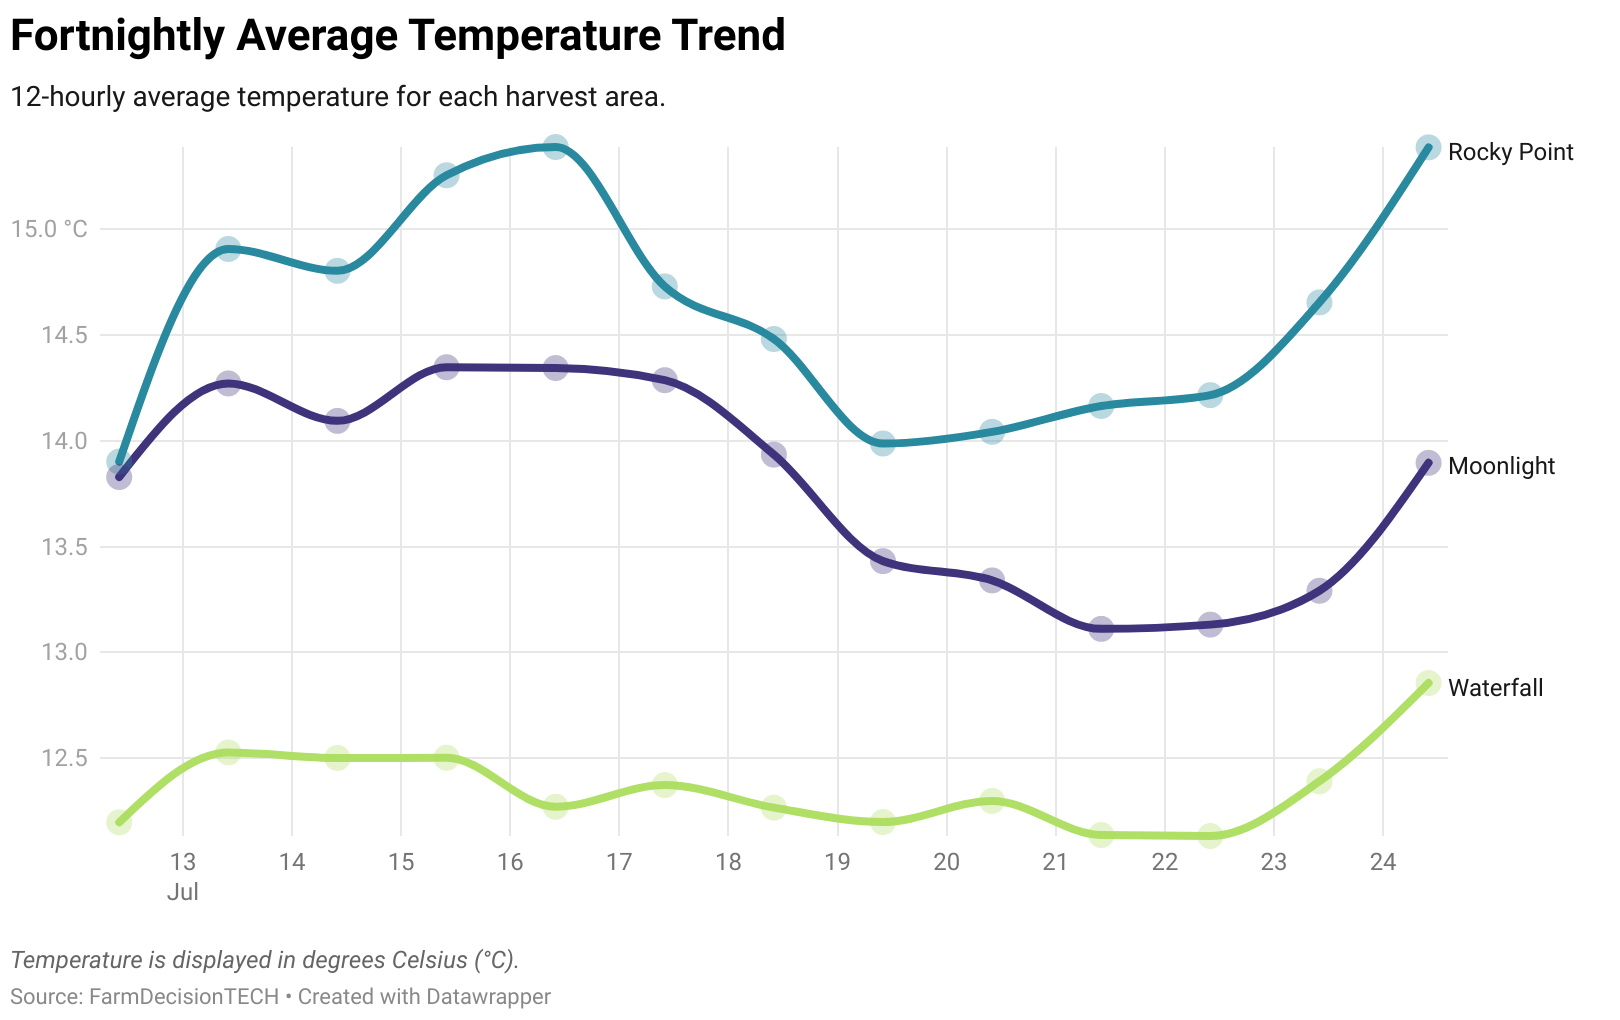 Fortnightly Average Temperature Trend
12-hourly average temperature for each harvest area.
Rocky Point
15.0 °C
14.5
14.0
Moonlight
13.5
13.0
Waterfall
12.5
13 14 15 16 17 18 19 20 21 22 23 24
Jul
Temperature is displayed in degrees Celsius (°C).
Source: FarmDecisionTECH • Created with Datawrapper